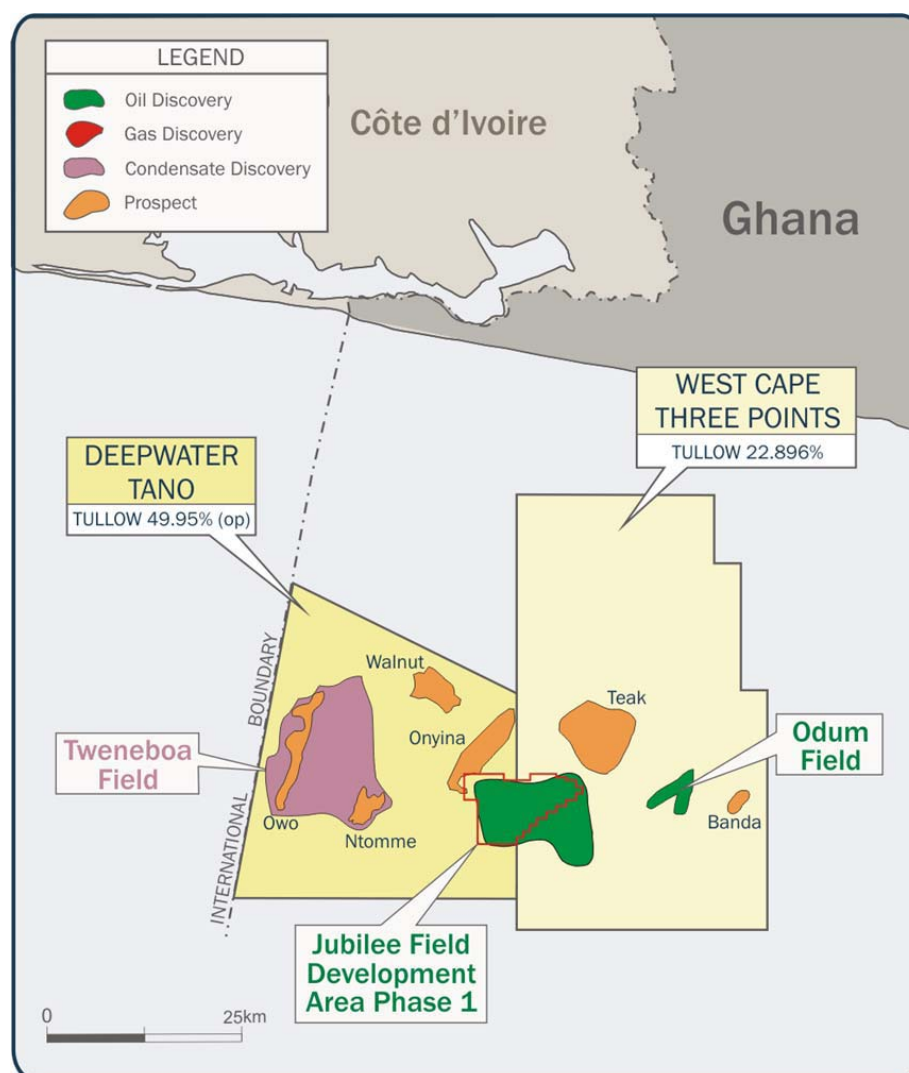 LEGEND
Oil Discovery
Gas Discovery
Condensate Discovery
Prospect
Côte d'Ivoire
Ghana
WEST CAPE
THREE POINTS
TULLOW 22.896%
DEEPWATER
TANO
TULLOW 49.95% (op)
INTERNATIONAL BOUNDARY
Walnut
Teak
Onyina
Odum
Field
Tweneboa
Field
Owo
Ntomme
Banda
Jubilee Field
Development
Area Phase 1
0 25km